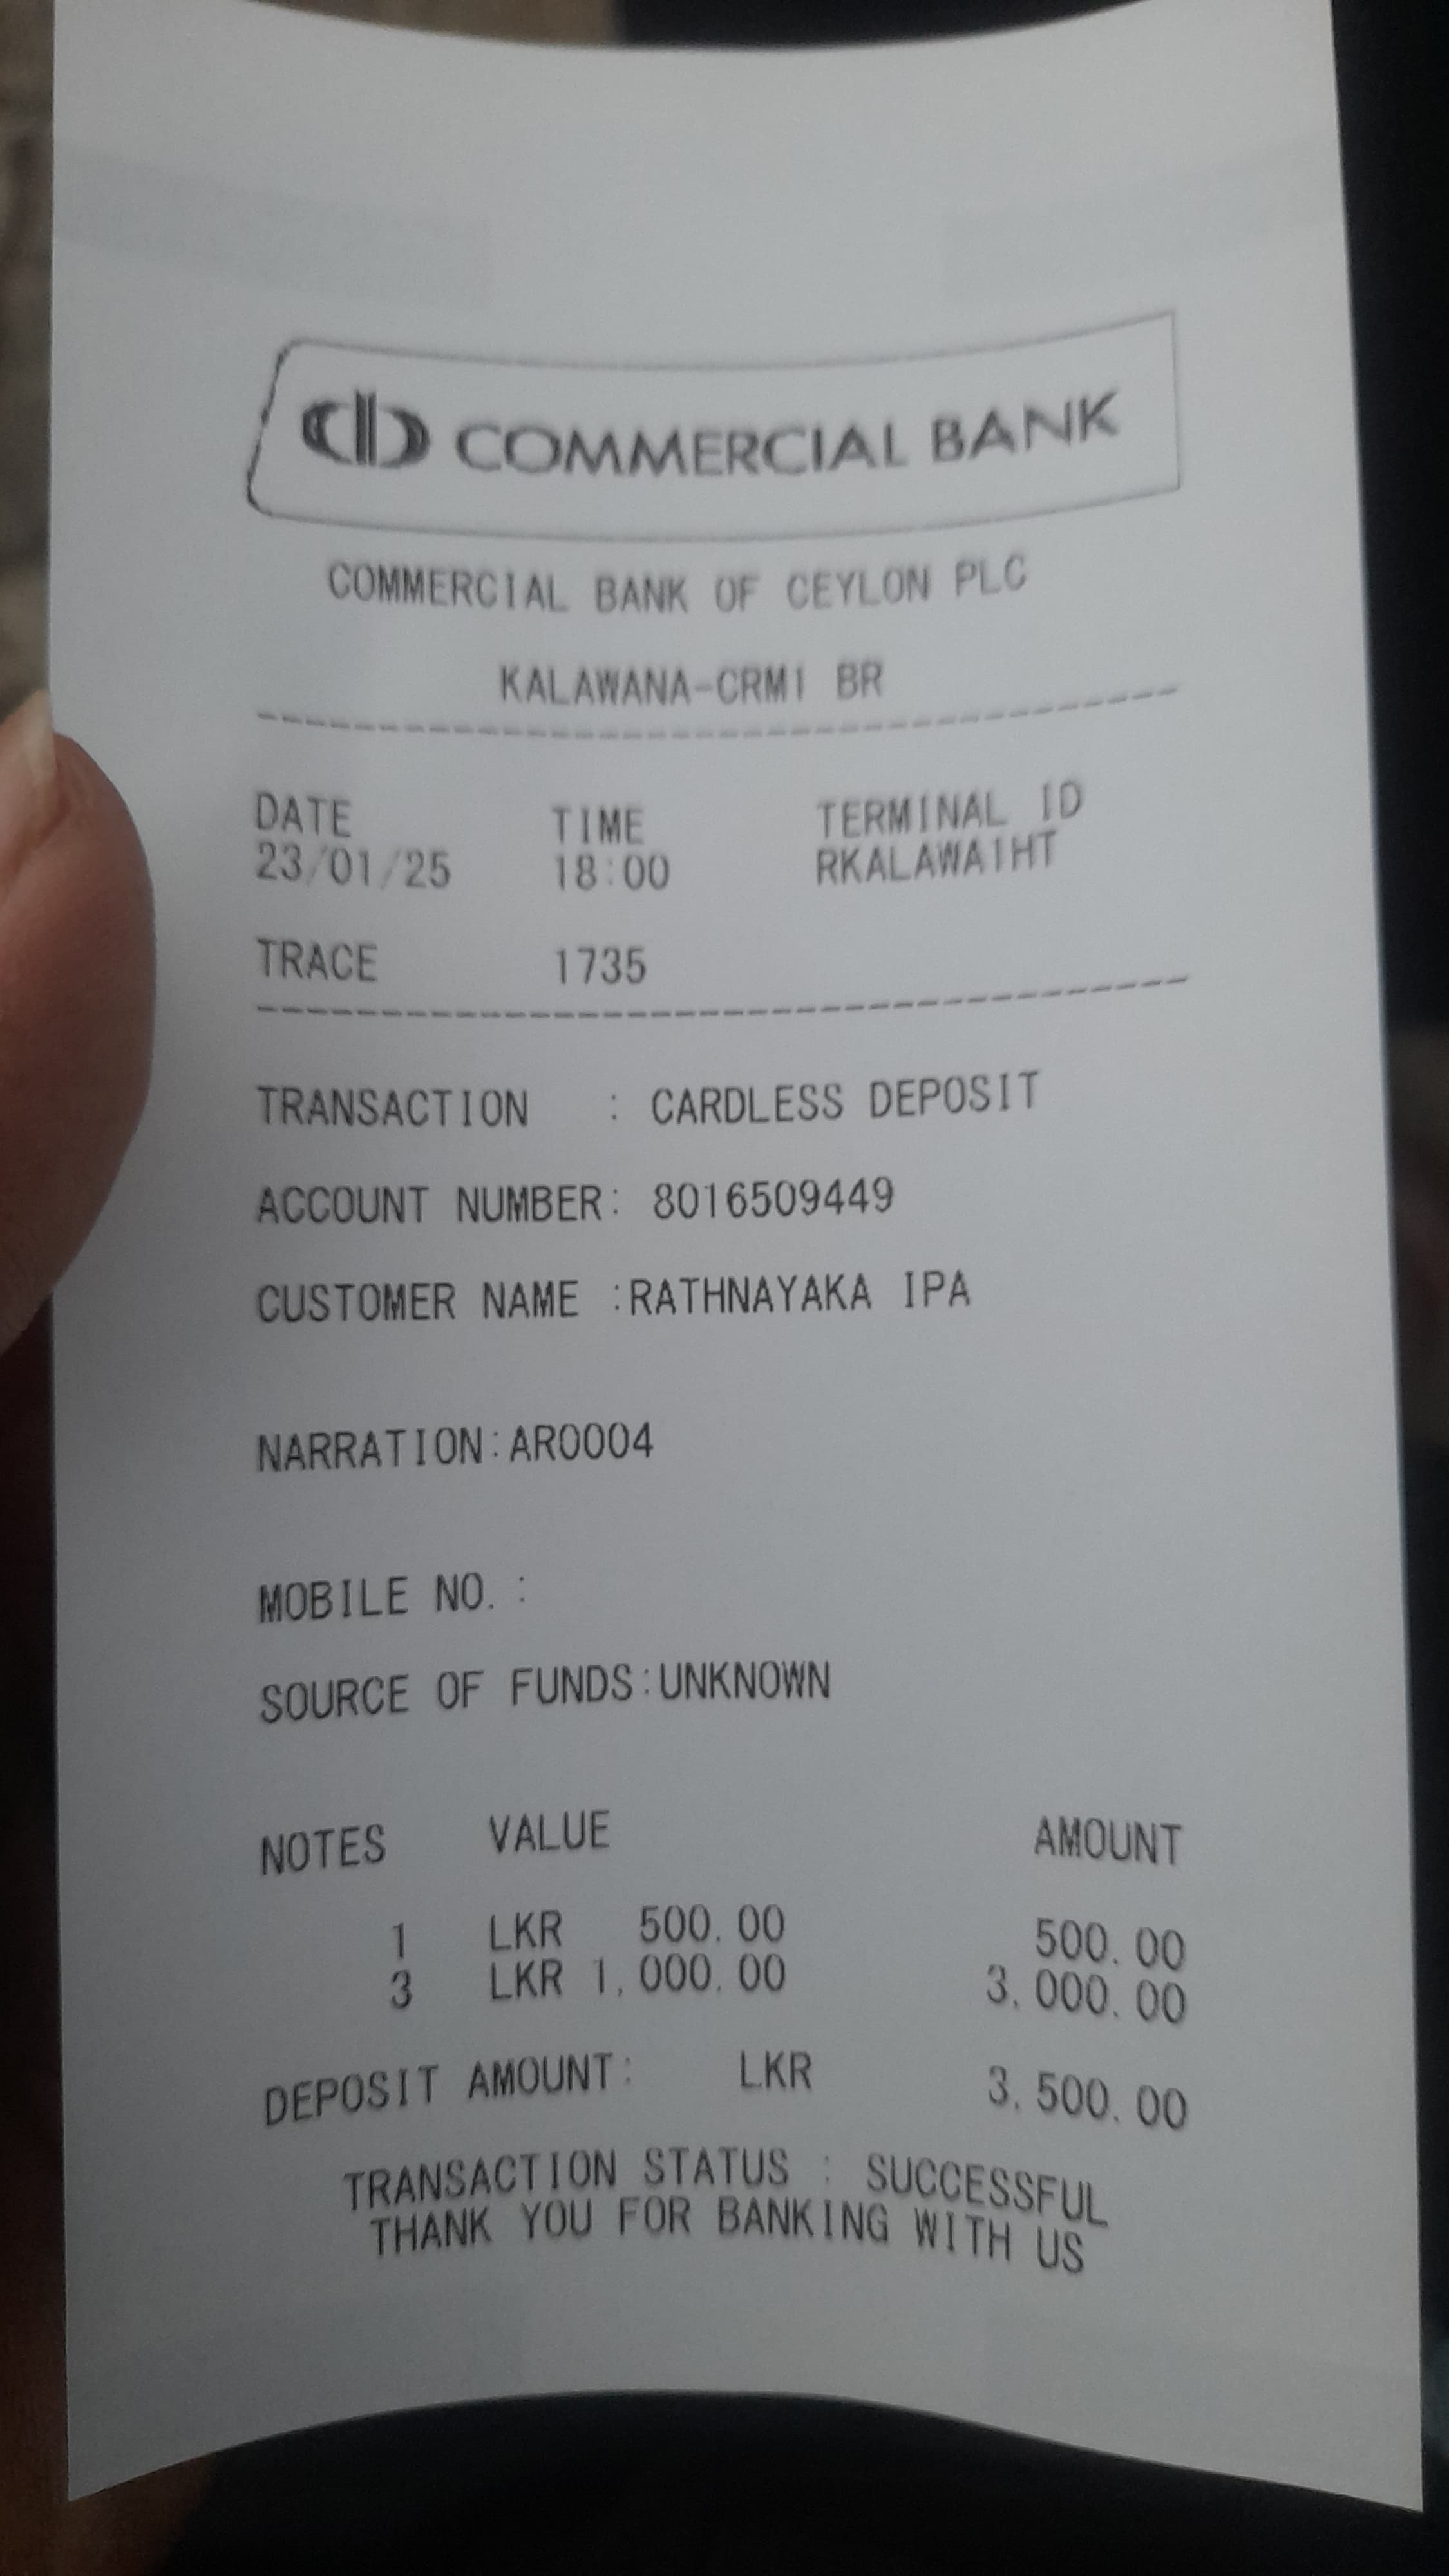 COMMERCIAL BANK
COMMERCIAL BANK OF CEYLON PLC
KALAWANA-CRM1 BR
DATE TIME TERMINAL ID
23/01/25 18:00 RKALAWA1HT
TRACE 1735
TRANSACTION : CARDLESS DEPOSIT
ACCOUNT NUMBER: 8016509449
CUSTOMER NAME :RATHNAYAKA IPA
NARRATION:AR0004
MOBILE NO. :
SOURCE OF FUNDS:UNKNOWN
NOTES VALUE AMOUNT
1 LKR 500.00 500.00
3 LKR 1,000.00 3,000.00
DEPOSIT AMOUNT: LKR 3,500.00
TRANSACTION STATUS : SUCCESSFUL
THANK YOU FOR BANKING WITH US